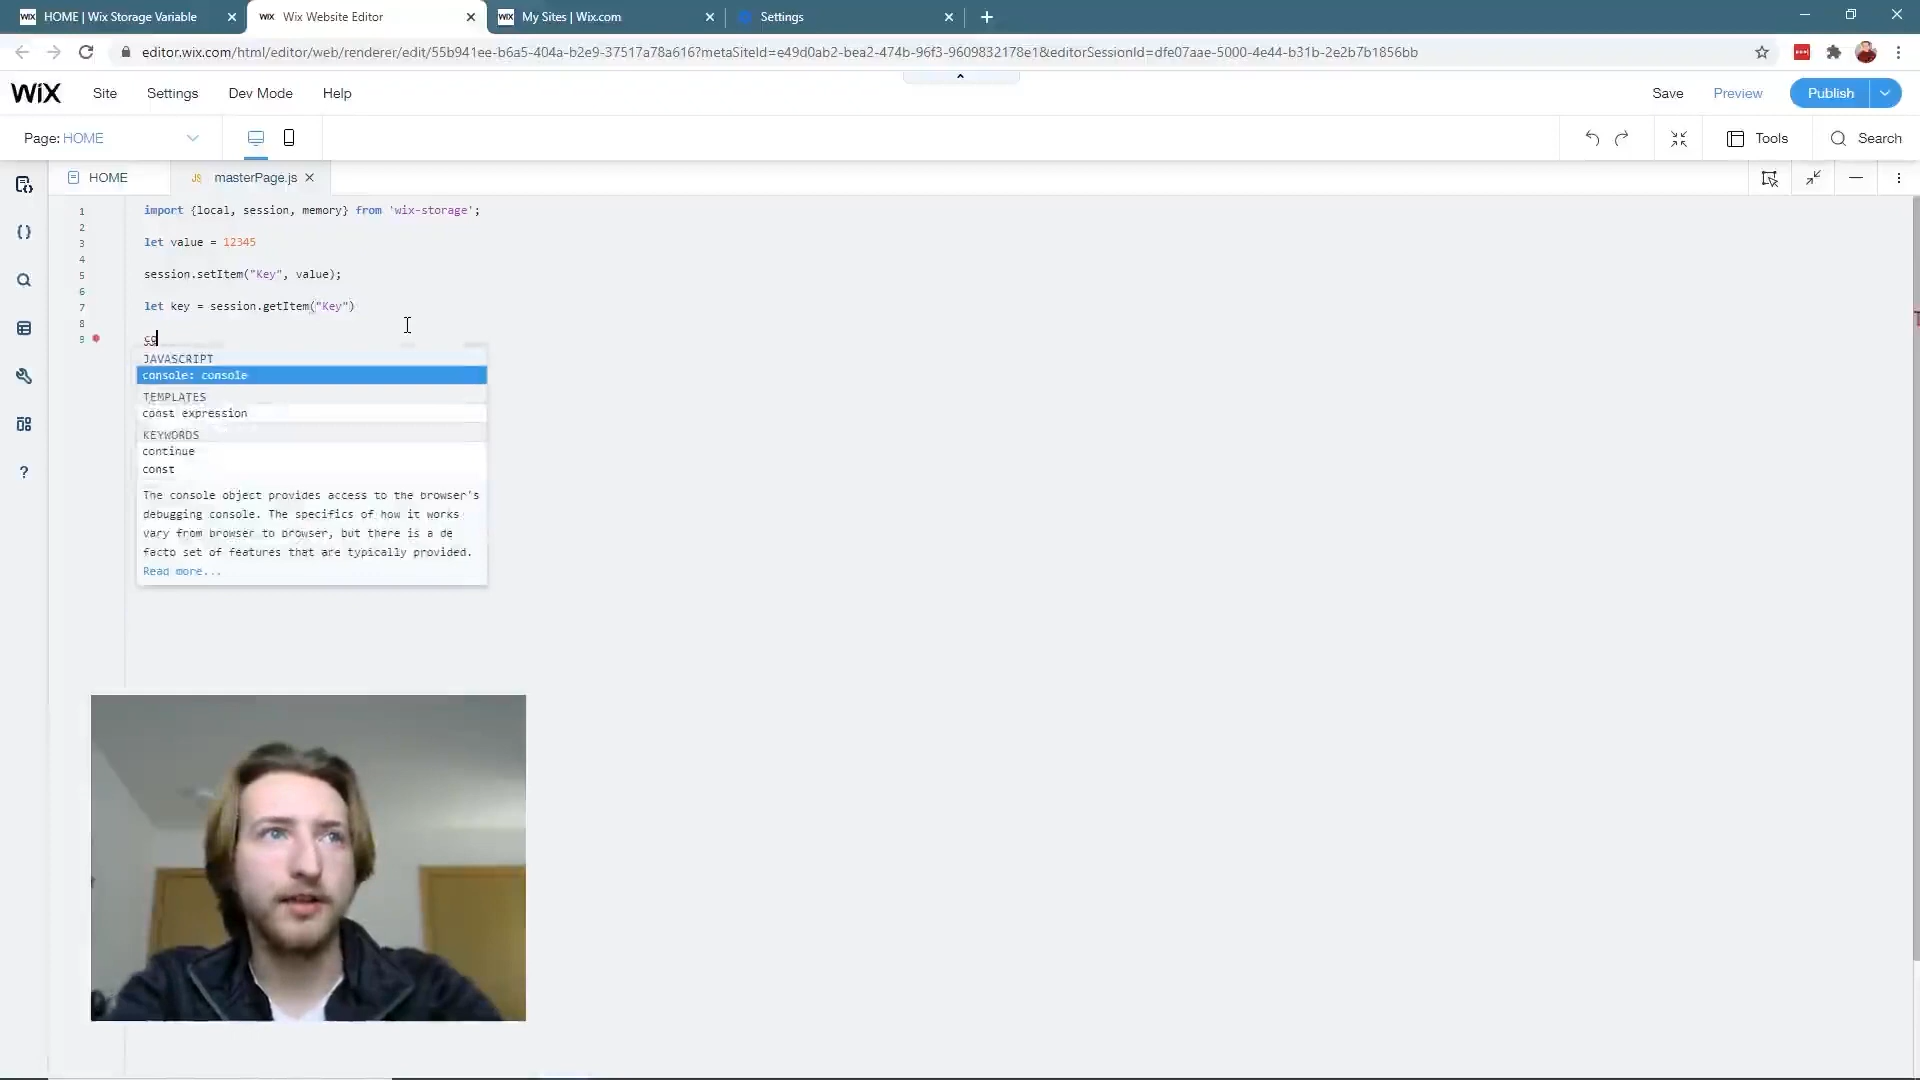 HOME | Wix Storage Variable
Wix Website Editor
My Sites | Wix.com
Settings
editor.wix.com/html/editor/web/renderer/edit/55b941ee-b6a5-404a-b2e9-37517a78a616?metaSiteId=e49d0ab2-bea2-474b-96f3-9609832178e1&editorSessionId=dfe07aae-5000-4e44-b31b-2e2b7b1856bb
WIX Site Settings Dev Mode Help Save Preview Publish
Page: HOME Tools Search
HOME masterPage.js
1 import {local, session, memory} from 'wix-storage';
2
3 let value = 12345
4
5 session.setItem("Key", value);
6
7 let key = session.getItem("Key")
8
9 co
JAVASCRIPT
console: console
TEMPLATES
const expression
KEYWORDS
continue
const
The console object provides access to the browser's
debugging console. The specifics of how it works
vary from browser to browser, but there is a de
facto set of features that are typically provided.
Read more...